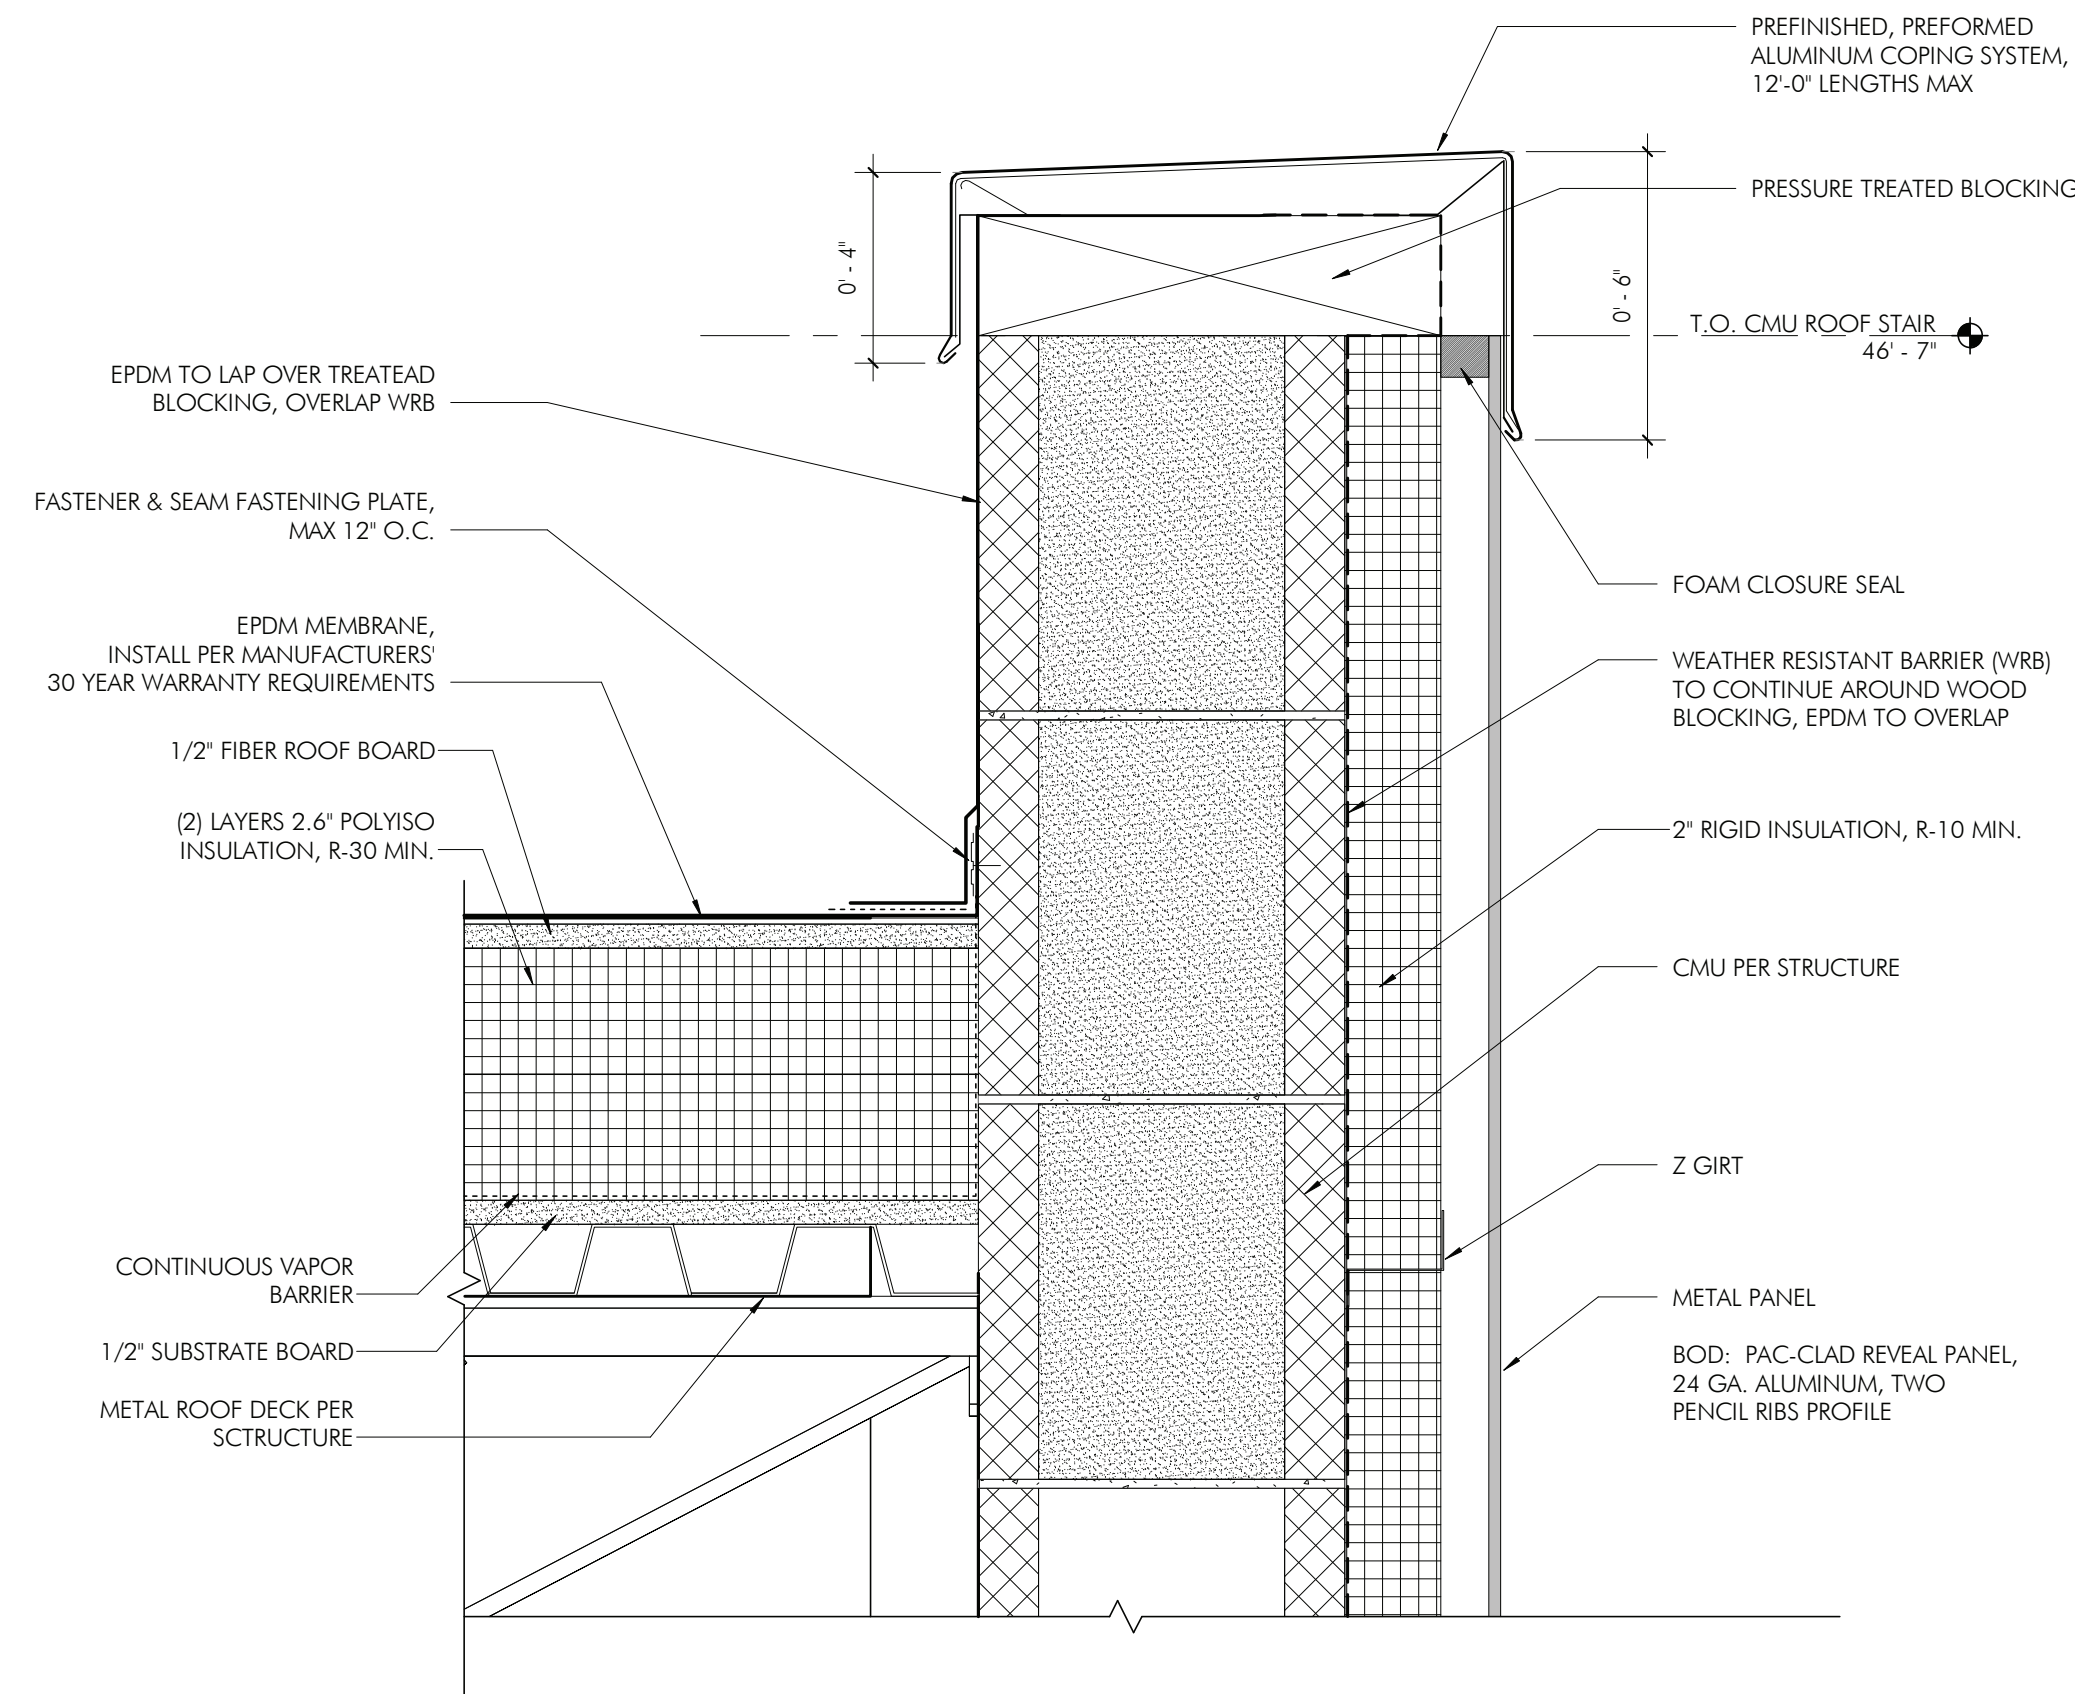 PREFINISHED, PREFORMED
ALUMINUM COPING SYSTEM,
12'-0" LENGTHS MAX
PRESSURE TREATED BLOCKING
0' - 4"
0' - 6"
T.O. CMU ROOF STAIR
46' - 7"
EPDM TO LAP OVER TREATEAD
BLOCKING, OVERLAP WRB
FASTENER & SEAM FASTENING PLATE,
MAX 12" O.C.
EPDM MEMBRANE,
INSTALL PER MANUFACTURERS'
30 YEAR WARRANTY REQUIREMENTS
1/2" FIBER ROOF BOARD
(2) LAYERS 2.6" POLYISO
INSULATION, R-30 MIN.
CONTINUOUS VAPOR
BARRIER
1/2" SUBSTRATE BOARD
METAL ROOF DECK PER
SCTRUCTURE
FOAM CLOSURE SEAL
WEATHER RESISTANT BARRIER (WRB)
TO CONTINUE AROUND WOOD
BLOCKING, EPDM TO OVERLAP
2" RIGID INSULATION, R-10 MIN.
CMU PER STRUCTURE
Z GIRT
METAL PANEL
BOD: PAC-CLAD REVEAL PANEL,
24 GA. ALUMINUM, TWO
PENCIL RIBS PROFILE